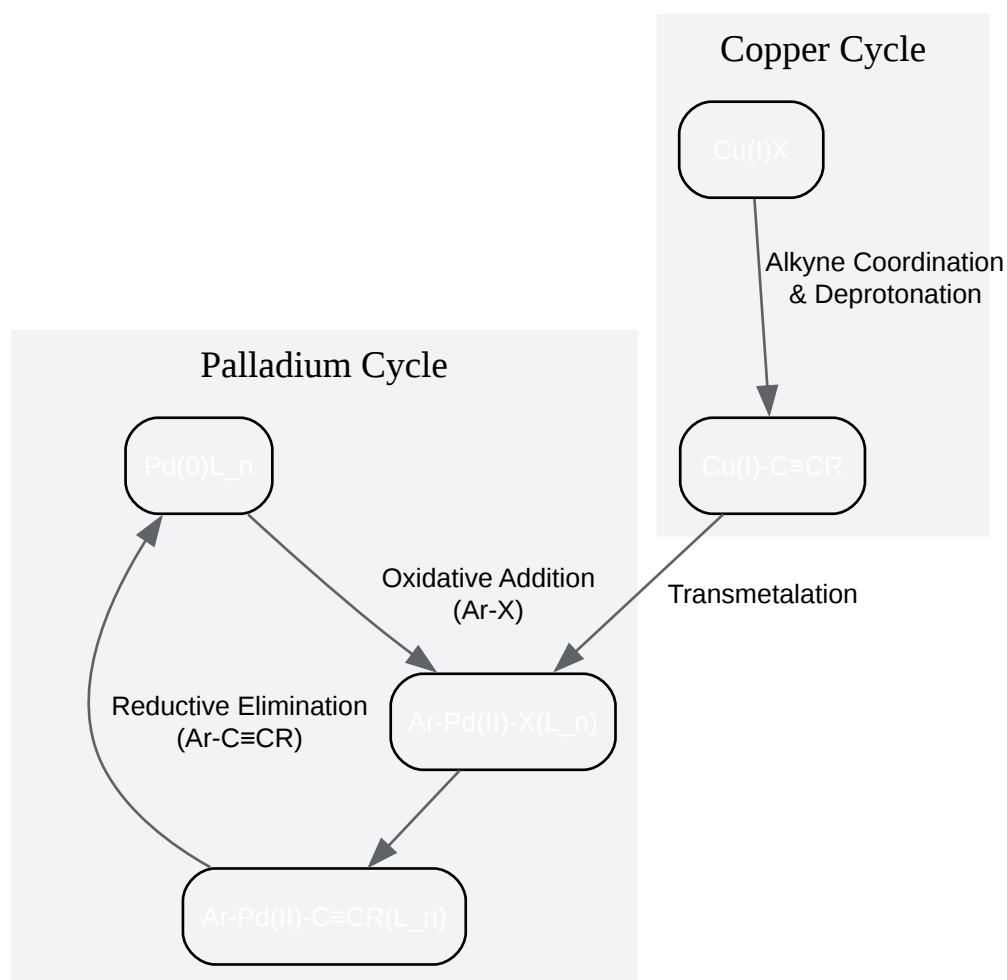 Copper Cycle
Cu(I)X
Alkyne Coordination
& Deprotonation
Palladium Cycle
Pd(0)L_n
Cu(I)-C≡CR
Oxidative Addition
(Ar-X)
Transmetalation
Reductive Elimination
(Ar-C≡CR)
Ar-Pd(II)-X(L_n)
Ar-Pd(II)-C≡CR(L_n)